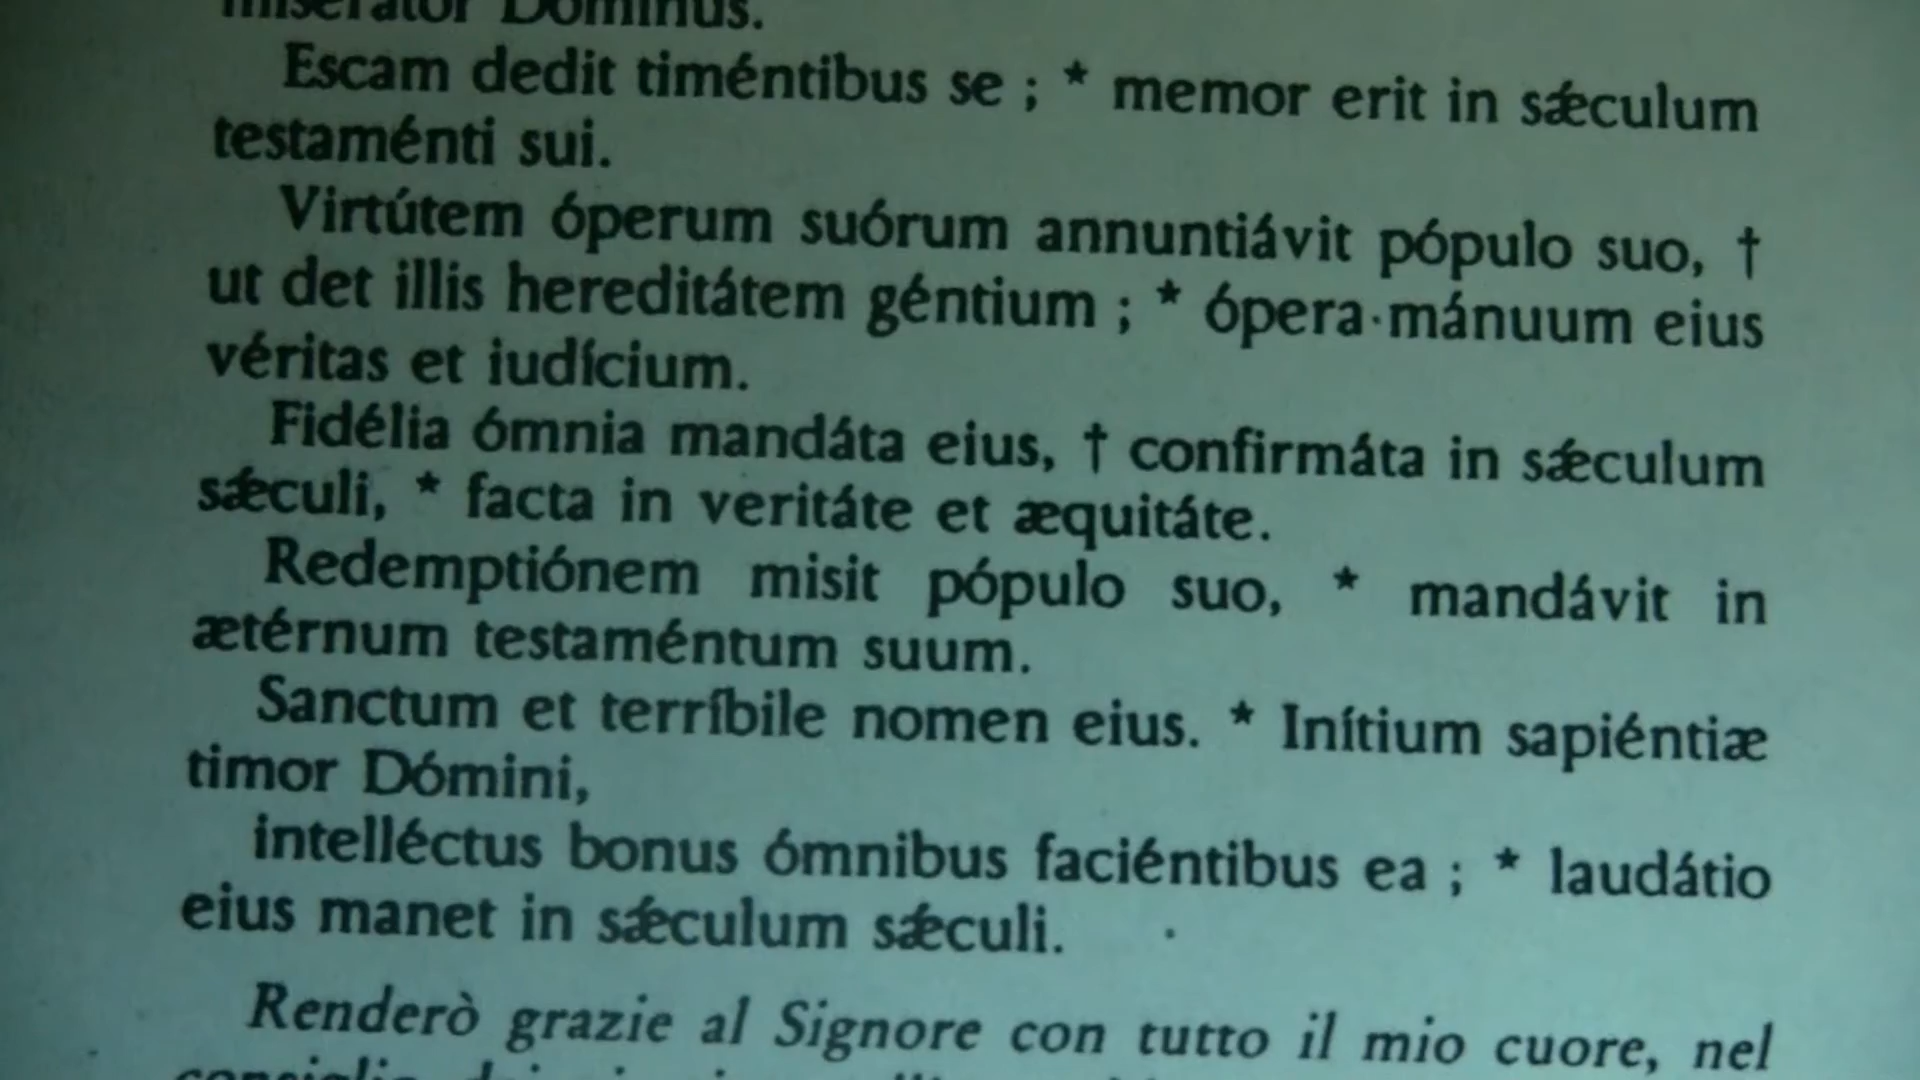 miserator Dominus.
Escam dedit timéntibus se ; * memor erit in sǽculum
testaménti sui.
Virtútem óperum suórum annuntiávit pópulo suo, †
ut det illis hereditátem géntium ; * ópera mánuum eius
véritas et iudícium.
Fidélia ómnia mandáta eius, † confirmáta in sǽculum
sǽculi, * facta in veritáte et æquitáte.
Redemptiónem misit pópulo suo, * mandávit in
ætérnum testaméntum suum.
Sanctum et terríbile nomen eius. * Inítium sapiéntiæ
timor Dómini,
intelléctus bonus ómnibus faciéntibus ea ; * laudátio
eius manet in sǽculum sǽculi.
Renderò grazie al Signore con tutto il mio cuore, nel